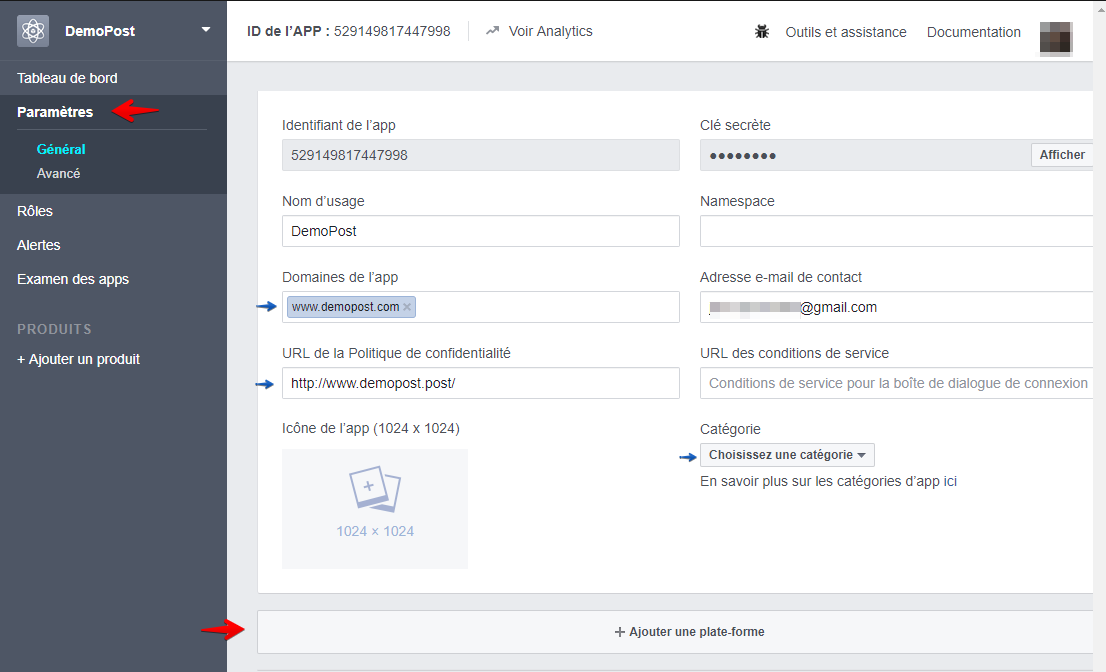 DemoPost
ID de l’APP : 529149817447998
Voir Analytics
Outils et assistance
Documentation
Tableau de bord
Paramètres
Général
Avancé
Rôles
Alertes
Examen des apps
PRODUITS
+ Ajouter un produit
Identifiant de l’app
529149817447998
Clé secrète
●●●●●●●●
Afficher
Nom d’usage
DemoPost
Namespace
Domaines de l’app
www.demopost.com ×
Adresse e-mail de contact
@gmail.com
URL de la Politique de confidentialité
http://www.demopost.post/
URL des conditions de service
Conditions de service pour la boîte de dialogue de connexion
Icône de l’app (1024 x 1024)
1024 × 1024
Catégorie
Choisissez une catégorie
En savoir plus sur les catégories d’app ici
+ Ajouter une plate-forme